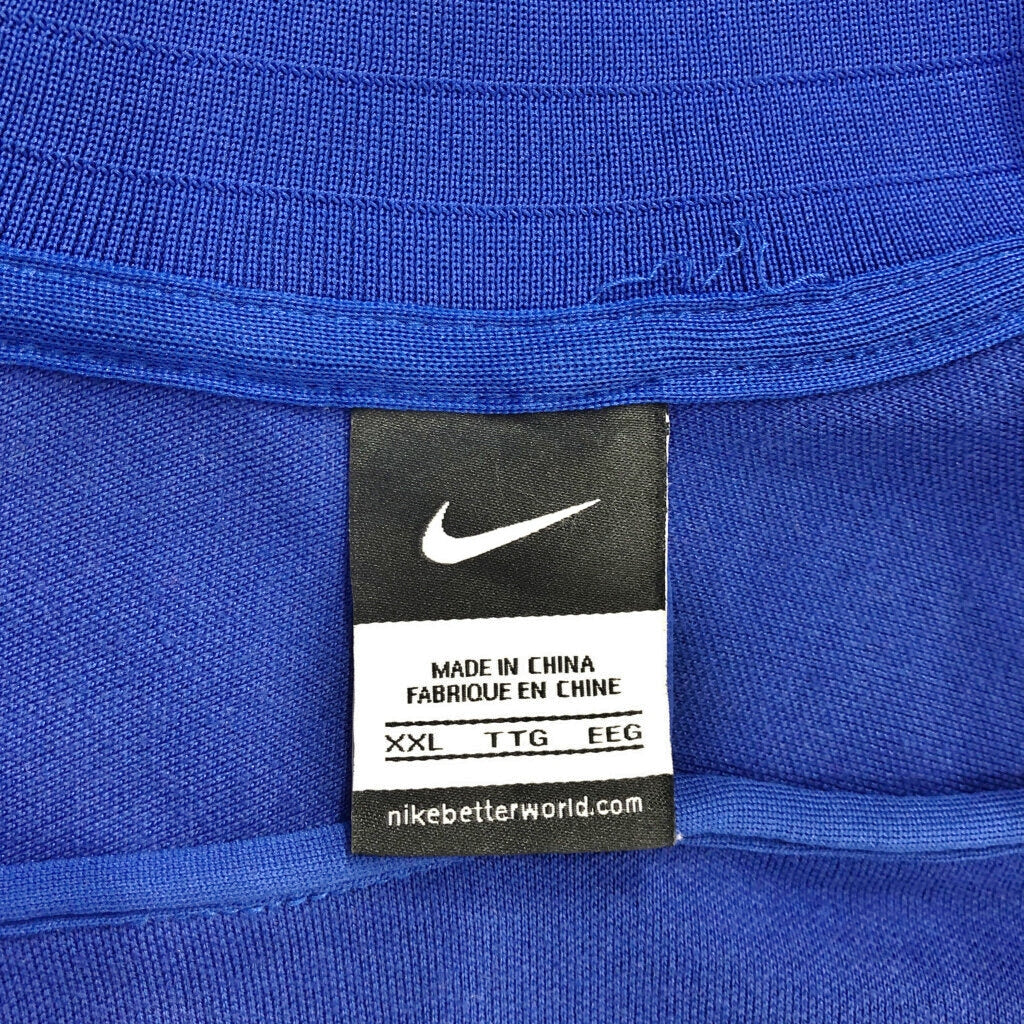 MADE IN CHINA
FABRIQUE EN CHINE
XXL TTG EEG
nikebetterworld.com